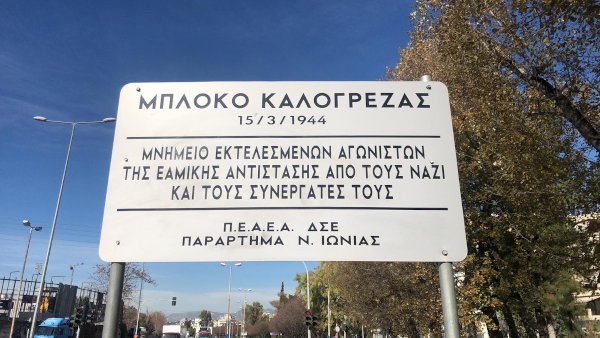 ΜΠΛΟΚΟ ΚΑΛΟΓΡΕΖΑΣ
15/3/1944
ΜΝΗΜΕΙΟ ΕΚΤΕΛΕΣΜΕΝΩΝ ΑΓΩΝΙΣΤΩΝ
ΤΗΣ ΕΑΜΙΚΗΣ ΑΝΤΙΣΤΑΣΗΣ ΑΠΟ ΤΟΥΣ ΝΑΖΙ
ΚΑΙ ΤΟΥΣ ΣΥΝΕΡΓΑΤΕΣ ΤΟΥΣ
Π.Ε.Α.Ε.Α. ΔΣΕ
ΠΑΡΑΡΤΗΜΑ Ν. ΙΩΝΙΑΣ